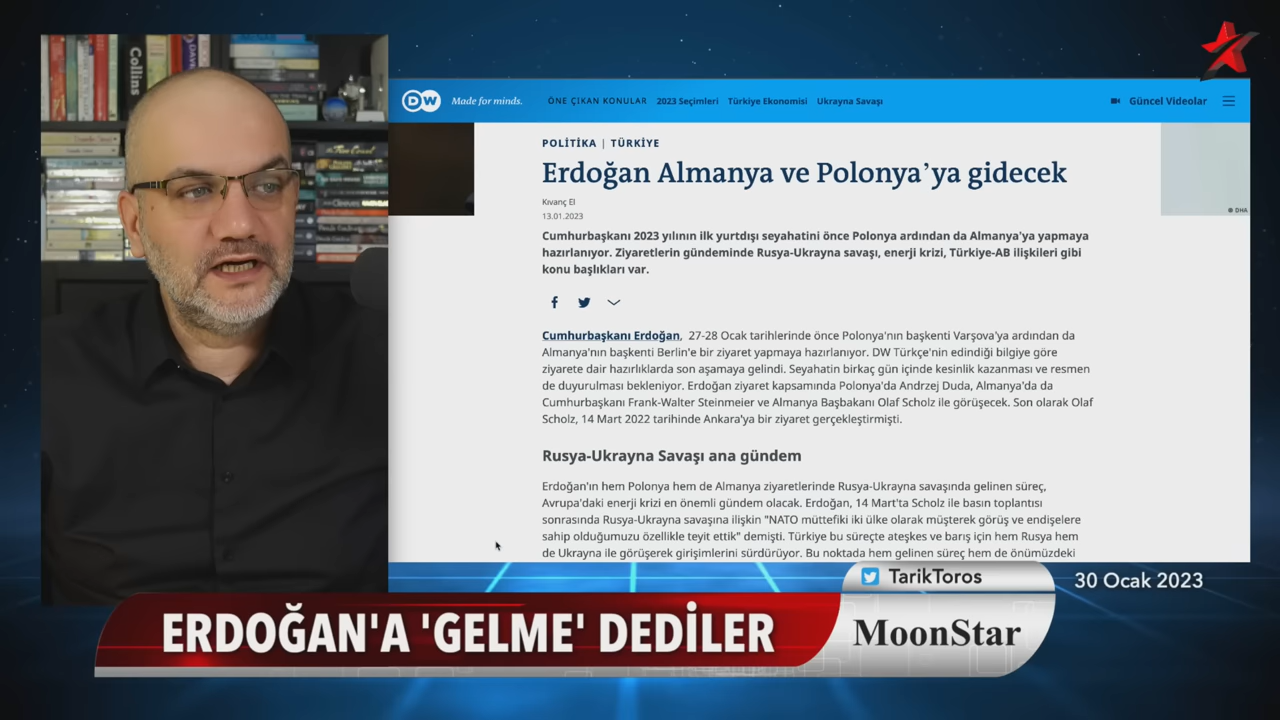 Collins
DW
Made for minds.
ÖNE ÇIKAN KONULAR
2023 Seçimleri
Türkiye Ekonomisi
Ukrayna Savaşı
Güncel Videolar
POLİTİKA | TÜRKİYE
Erdoğan Almanya ve Polonya'ya gidecek
Kıvanç El
13.01.2023
DHA
Cumhurbaşkanı 2023 yılının ilk yurtdışı seyahatini önce Polonya ardından da Almanya'ya yapmaya
hazırlanıyor. Ziyaretlerin gündeminde Rusya-Ukrayna savaşı, enerji krizi, Türkiye-AB ilişkileri gibi
konu başlıkları var.
Cumhurbaşkanı Erdoğan, 27-28 Ocak tarihlerinde önce Polonya'nın başkenti Varşova'ya ardından da
Almanya'nın başkenti Berlin'e bir ziyaret yapmaya hazırlanıyor. DW Türkçe'nin edindiği bilgiye göre
ziyarete dair hazırlıklarda son aşamaya gelindi. Seyahatin birkaç gün içinde kesinlik kazanması ve resmen
de duyurulması bekleniyor. Erdoğan ziyaret kapsamında Polonya'da Andrzej Duda, Almanya'da da
Cumhurbaşkanı Frank-Walter Steinmeier ve Almanya Başbakanı Olaf Scholz ile görüşecek. Son olarak Olaf
Scholz, 14 Mart 2022 tarihinde Ankara'ya bir ziyaret gerçekleştirmişti.
Rusya-Ukrayna Savaşı ana gündem
Erdoğan'ın hem Polonya hem de Almanya ziyaretlerinde Rusya-Ukrayna savaşında gelinen süreç,
Avrupa'daki enerji krizi en önemli gündem olacak. Erdoğan, 14 Mart'ta Scholz ile basın toplantısı
sonrasında Rusya-Ukrayna savaşına ilişkin "NATO müttefiki iki ülke olarak müşterek görüş ve endişelere
sahip olduğumuzu özellikle teyit ettik" demişti. Türkiye bu süreçte ateşkes ve barış için hem Rusya hem
de Ukrayna ile görüşerek girişimlerini sürdürüyor. Bu noktada hem gelinen süreç hem de önümüzdeki
TarikToros
30 Ocak 2023
ERDOĞAN'A 'GELME' DEDİLER
MoonStar